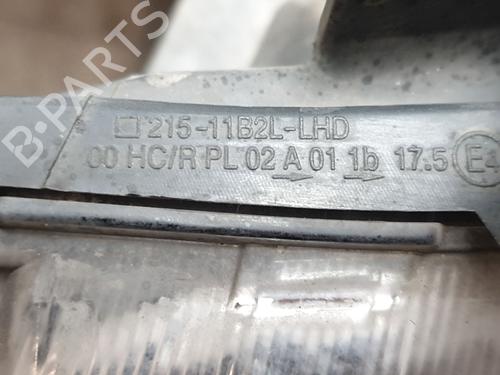 215-11B2L-LHD
00 HC/R PL 02 A 01 1b 17.5 E4
B-PARTS